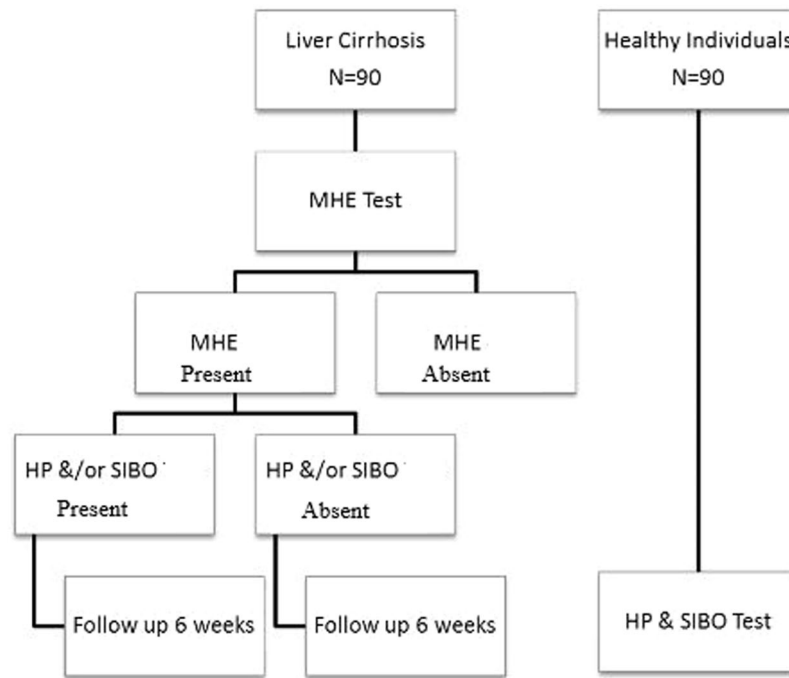 Liver Cirrhosis
N=90
Healthy Individuals
N=90
MHE Test
MHE
Present
MHE
Absent
HP &/or SIBO
Present
HP &/or SIBO
Absent
Follow up 6 weeks
Follow up 6 weeks
HP & SIBO Test